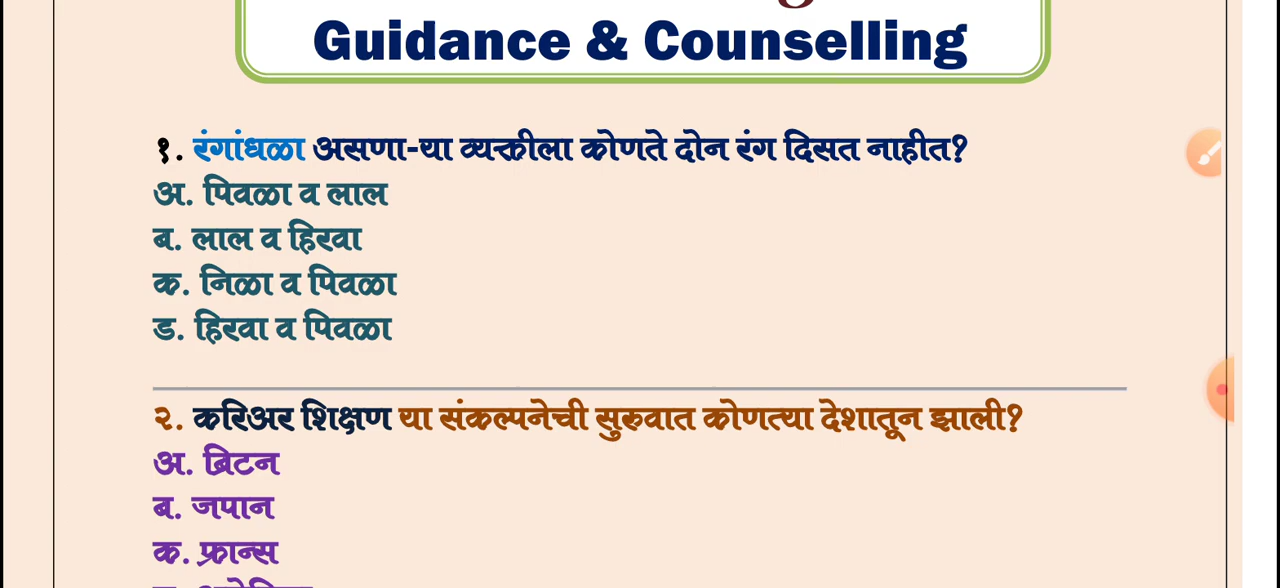 Guidance & Counselling
१. रंगांधळा असणा-या व्यक्तीला कोणते दोन रंग दिसत नाहीत?
अ. पिवळा व लाल
ब. लाल व हिरवा
क. निळा व पिवळा
ड. हिरवा व पिवळा
२. करिअर शिक्षण या संकल्पनेची सुरुवात कोणत्या देशातून झाली?
अ. ब्रिटन
ब. जपान
क. फ्रान्स